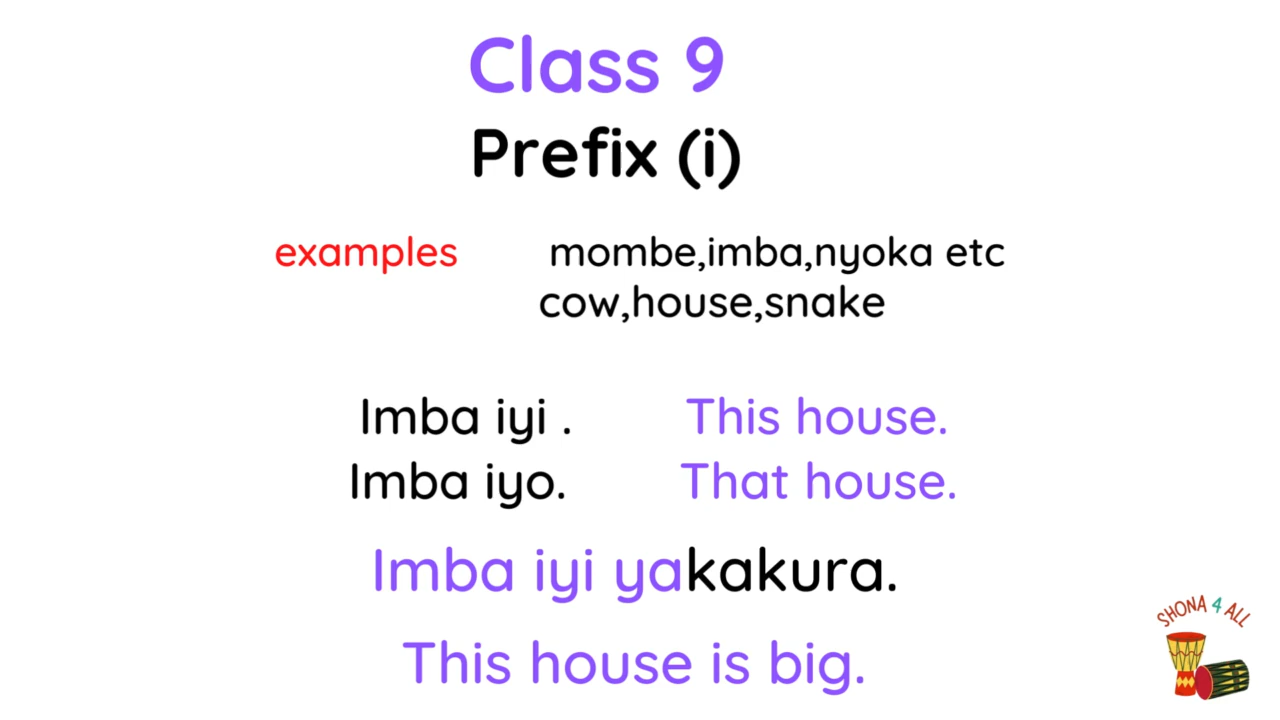 Class 9
Prefix (i)
examples mombe,imba,nyoka etc
cow,house,snake
Imba iyi . This house.
Imba iyo. That house.
Imba iyi yakakura.
This house is big.
SHONA 4 ALL